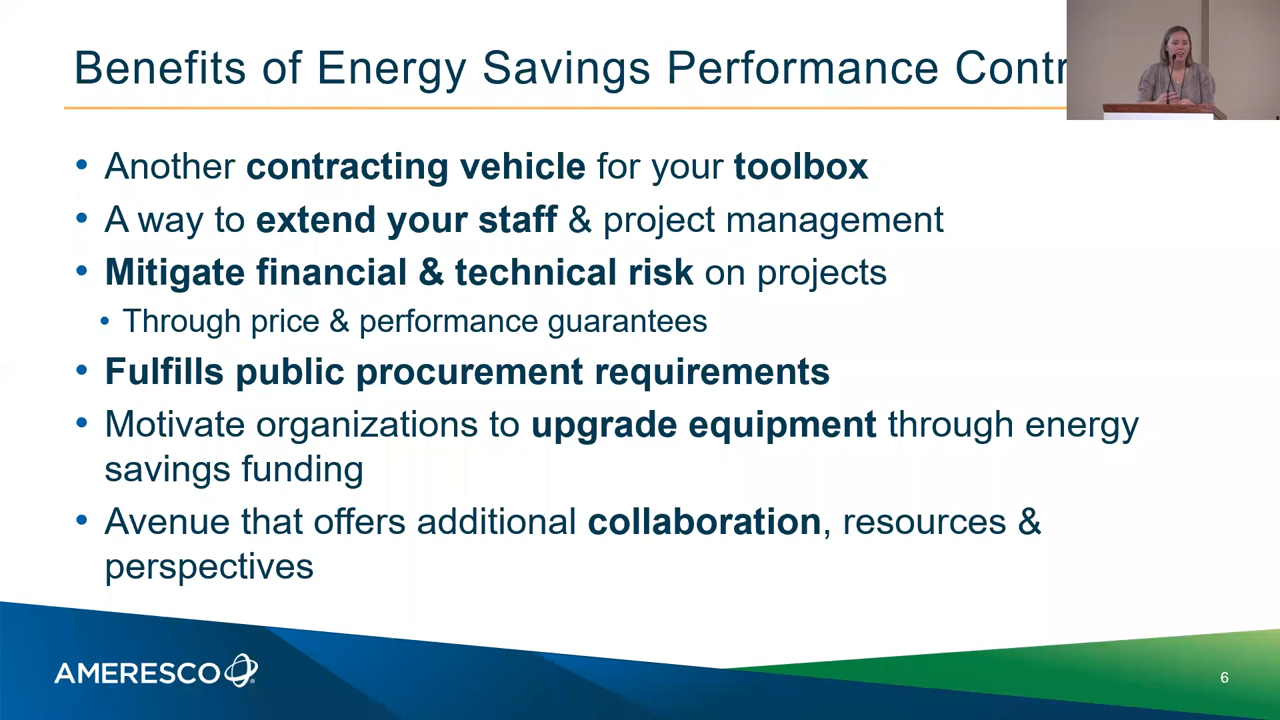 Benefits of Energy Savings Performance Contr
• Another contracting vehicle for your toolbox
• A way to extend your staff & project management
• Mitigate financial & technical risk on projects
• Through price & performance guarantees
• Fulfills public procurement requirements
• Motivate organizations to upgrade equipment through energy
savings funding
• Avenue that offers additional collaboration, resources &
perspectives
AMERESCO
6